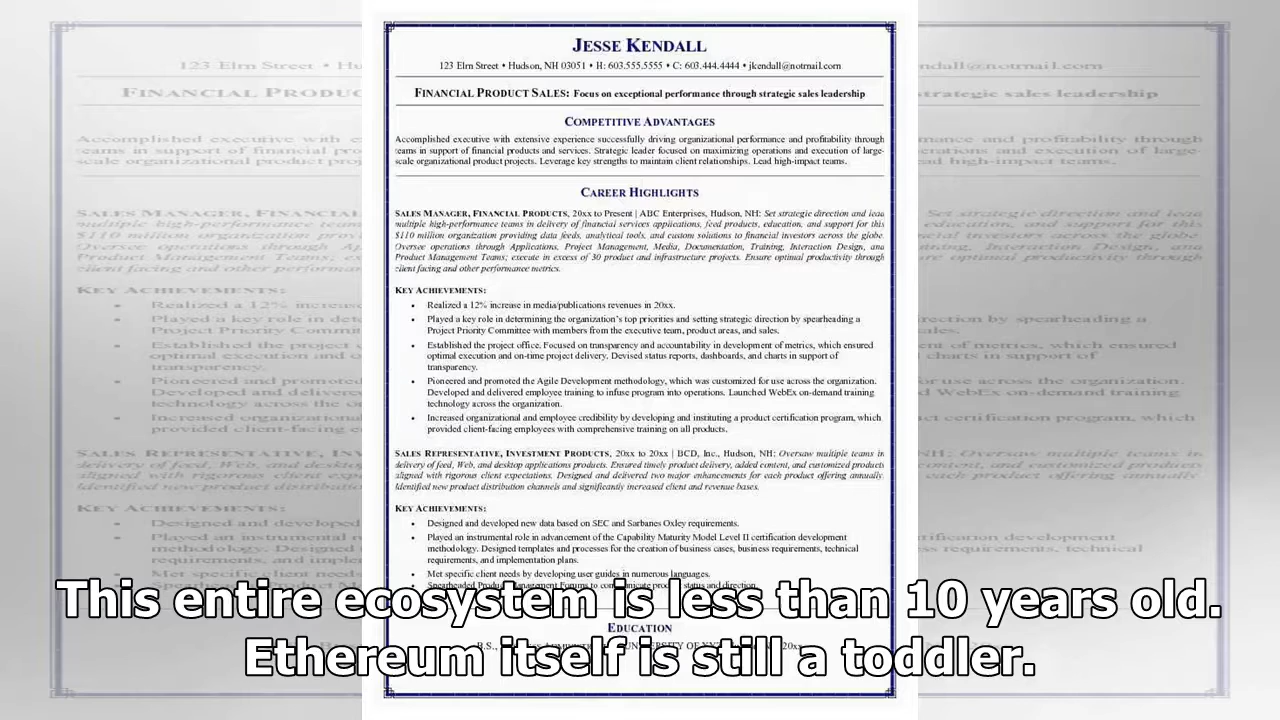 JESSE KENDALL
123 Elm Street • Hudson, NH 03051 • H: 603.555.5555 • C: 603.444.4444 • jkendall@notmail.com
FINANCIAL PRODUCT SALES: Focus on exceptional performance through strategic sales leadership
COMPETITIVE ADVANTAGES
Accomplished executive with extensive experience successfully driving organizational performance and profitability through
teams in support of financial products and services. Strategic leader focused on maximizing operations and execution of large-
scale organizational product projects. Leverage key strengths to maintain client relationships. Lead high-impact teams.
CAREER HIGHLIGHTS
SALES MANAGER, FINANCIAL PRODUCTS, 20xx to Present | ABC Enterprises, Hudson, NH: Set strategic direction and lead
multiple high-performance teams in delivery of financial services applications, feed products, education, and support for this
$110 million organization providing data feeds, analytical tools, and custom solutions to financial investors across the globe.
Oversee operations through Applications, Project Management, Media, Documentation, Training, Interaction Design, and
Product Management Teams; execute in excess of 30 product and infrastructure projects. Ensure optimal productivity through
client facing and other performance metrics.
KEY ACHIEVEMENTS:
• Realized a 12% increase in media/publications revenues in 20xx.
• Played a key role in determining the organization's top priorities and setting strategic direction by spearheading a
Project Priority Committee with members from the executive team, product areas, and sales.
• Established the project office. Focused on transparency and accountability in development of metrics, which ensured
optimal execution and on-time project delivery. Devised status reports, dashboards, and charts in support of
transparency.
• Pioneered and promoted the Agile Development methodology, which was customized for use across the organization.
Developed and delivered employee training to infuse program into operations. Launched WebEx on-demand training
technology across the organization.
• Increased organizational and employee credibility by developing and instituting a product certification program, which
provided client-facing employees with comprehensive training on all products.
SALES REPRESENTATIVE, INVESTMENT PRODUCTS, 20xx to 20xx | BCD, Inc., Hudson, NH: Oversaw multiple teams in
delivery of feed, Web, and desktop applications products. Ensured timely product delivery, added content, and customized products
aligned with rigorous client expectations. Designed and delivered two major enhancements for each product offering annually.
Identified new product distribution channels and significantly increased client and revenue bases.
KEY ACHIEVEMENTS:
• Designed and developed new data based on SEC and Sarbanes Oxley requirements.
• Played an instrumental role in advancement of the Capability Maturity Model Level II certification development
methodology. Designed templates and processes for the creation of business cases, business requirements, technical
requirements, and implementation plans.
• Met specific client needs by developing user guides in numerous languages.
Spearheaded Product Management Forums to communicate product status and direction.
This entire ecosystem is less than 10 years old.
EDUCATION
B.S., UNIVERSITY OF 20xx
Ethereum itself is still a toddler.